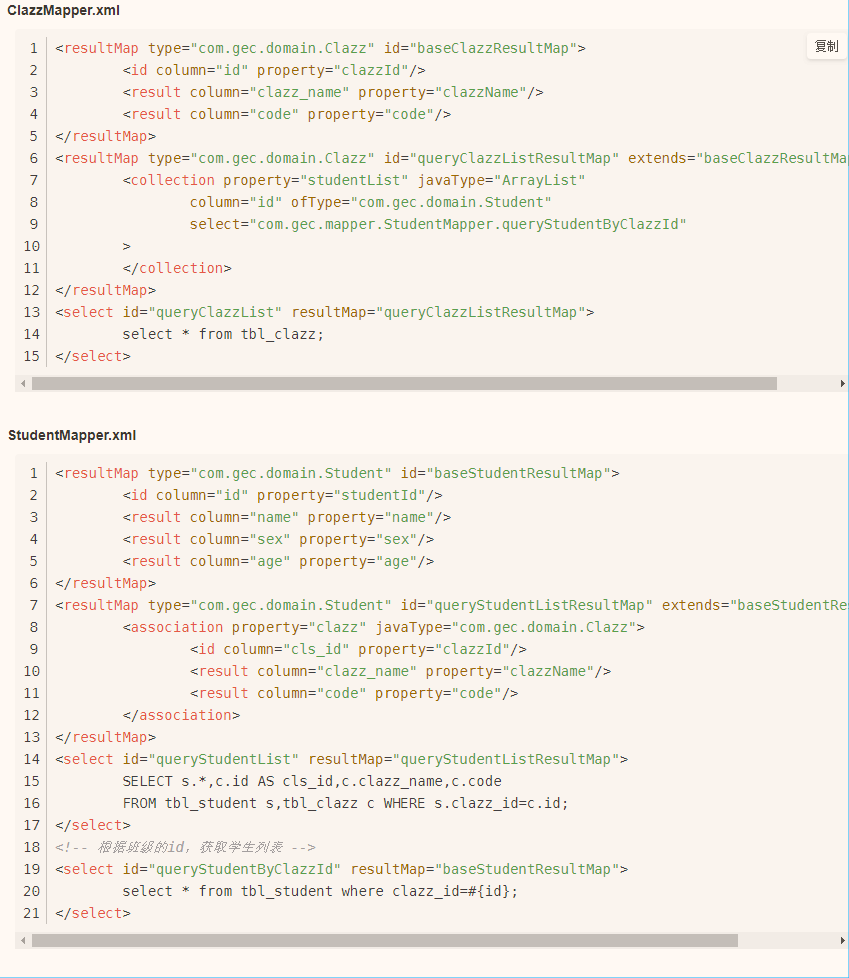 ClazzMapper.xml
复制
1 <resultMap type="com.gec.domain.Clazz" id="baseClazzResultMap">
2 <id column="id" property="clazzId"/>
3 <result column="clazz_name" property="clazzName"/>
4 <result column="code" property="code"/>
5 </resultMap>
6 <resultMap type="com.gec.domain.Clazz" id="queryClazzListResultMap" extends="baseClazzResultMa
7 <collection property="studentList" javaType="ArrayList"
8 column="id" ofType="com.gec.domain.Student"
9 select="com.gec.mapper.StudentMapper.queryStudentByClazzId"
10 >
11 </collection>
12 </resultMap>
13 <select id="queryClazzList" resultMap="queryClazzListResultMap">
14 select * from tbl_clazz;
15 </select>
StudentMapper.xml
1 <resultMap type="com.gec.domain.Student" id="baseStudentResultMap">
2 <id column="id" property="studentId"/>
3 <result column="name" property="name"/>
4 <result column="sex" property="sex"/>
5 <result column="age" property="age"/>
6 </resultMap>
7 <resultMap type="com.gec.domain.Student" id="queryStudentListResultMap" extends="baseStudentRe
8 <association property="clazz" javaType="com.gec.domain.Clazz">
9 <id column="cls_id" property="clazzId"/>
10 <result column="clazz_name" property="clazzName"/>
11 <result column="code" property="code"/>
12 </association>
13 </resultMap>
14 <select id="queryStudentList" resultMap="queryStudentListResultMap">
15 SELECT s.*,c.id AS cls_id,c.clazz_name,c.code
16 FROM tbl_student s,tbl_clazz c WHERE s.clazz_id=c.id;
17 </select>
18 <!-- 根据班级的id, 获取学生列表 -->
19 <select id="queryStudentByClazzId" resultMap="baseStudentResultMap">
20 select * from tbl_student where clazz_id=#{id};
21 </select>